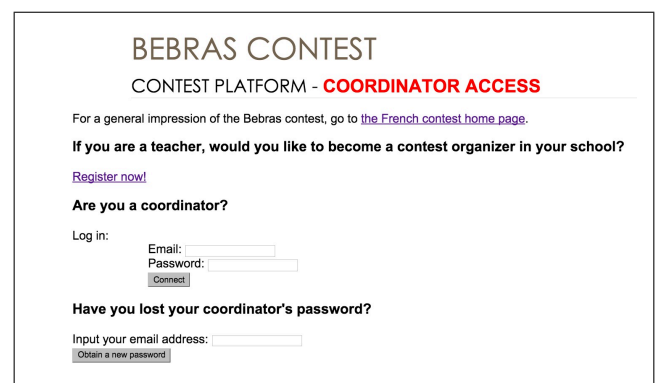 BEBRAS CONTEST
CONTEST PLATFORM - COORDINATOR ACCESS
For a general impression of the Bebras contest, go to the French contest home page.
If you are a teacher, would you like to become a contest organizer in your school?
Register now!
Are you a coordinator?
Log in:
Email:
Password:
Connect
Have you lost your coordinator's password?
Input your email address:
Obtain a new password